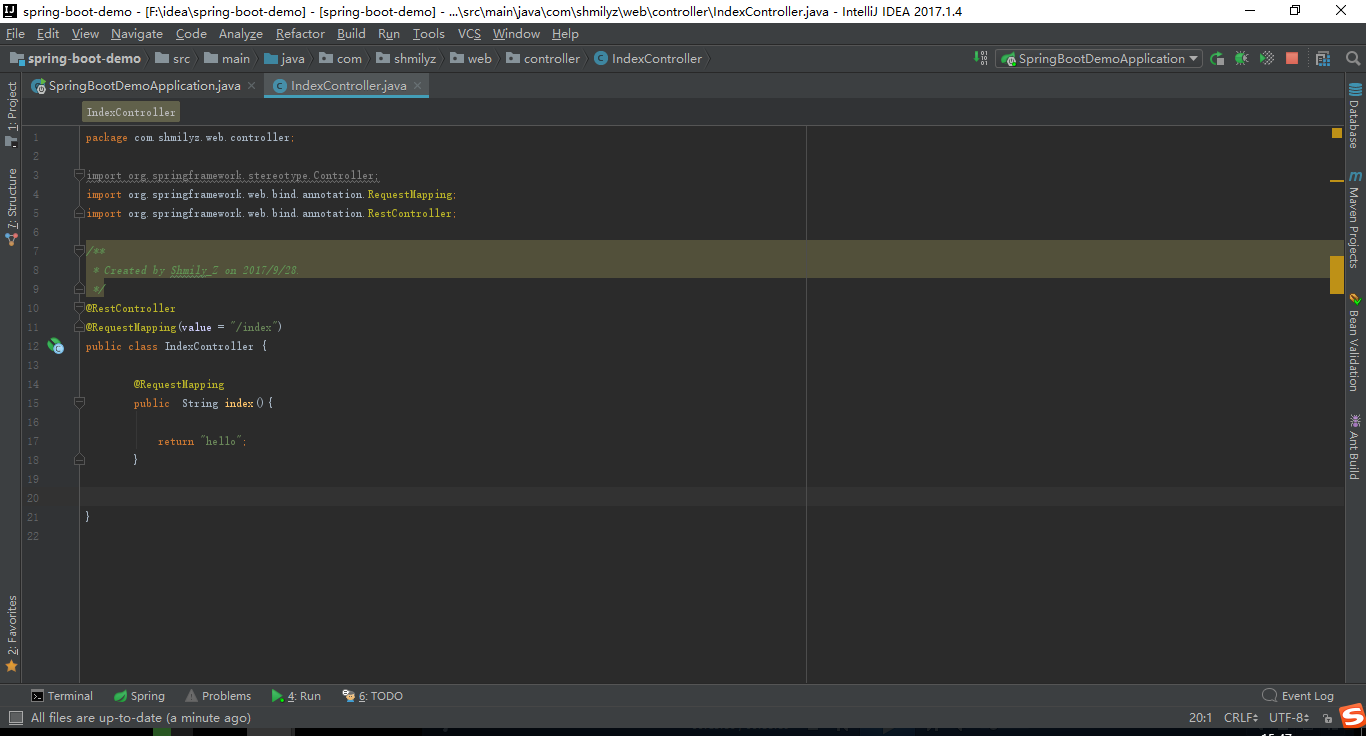 spring-boot-demo - [F:\idea\spring-boot-demo] - [spring-boot-demo] - ...\src\main\java\com\shmilyz\web\controller\IndexController.java - IntelliJ IDEA 2017.1.4
File Edit View Navigate Code Analyze Refactor Build Run Tools VCS Window Help
spring-boot-demo src main java com shmilyz web controller IndexController SpringBootDemoApplication
SpringBootDemoApplication.java IndexController.java
IndexController
1 package com.shmilyz.web.controller;
2
3 import org.springframework.stereotype.Controller;
4 import org.springframework.web.bind.annotation.RequestMapping;
5 import org.springframework.web.bind.annotation.RestController;
6
7 /**
8 * Created by Shmily_Z on 2017/9/28.
9 */
10 @RestController
11 @RequestMapping(value = "/index")
12 public class IndexController {
13
14 @RequestMapping
15 public  String index(){
16
17 return "hello";
18 }
19
20
21 }
22
1: Project
7: Structure
2: Favorites
Database
Maven Projects
Bean Validation
Ant Build
Terminal Spring Problems 4: Run 6: TODO Event Log
All files are up-to-date (a minute ago) 20:1 CRLF UTF-8